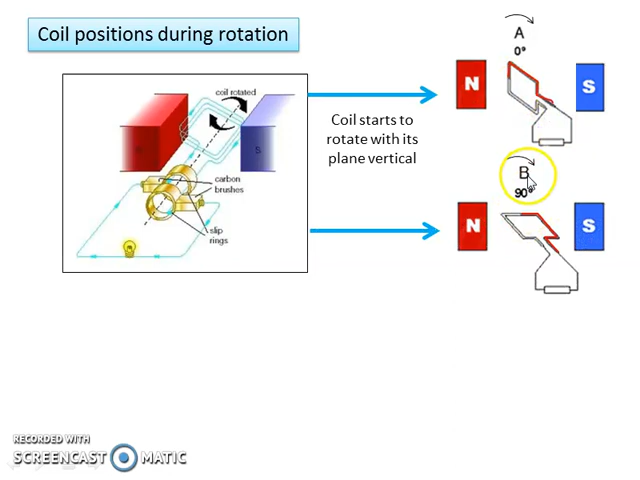 Coil positions during rotation
coil rotated
S
carbon
brushes
slip
rings
Coil starts to
rotate with its
plane vertical
A
0°
N
S
B
90°
N
S
RECORDED WITH
SCREENCAST MATIC